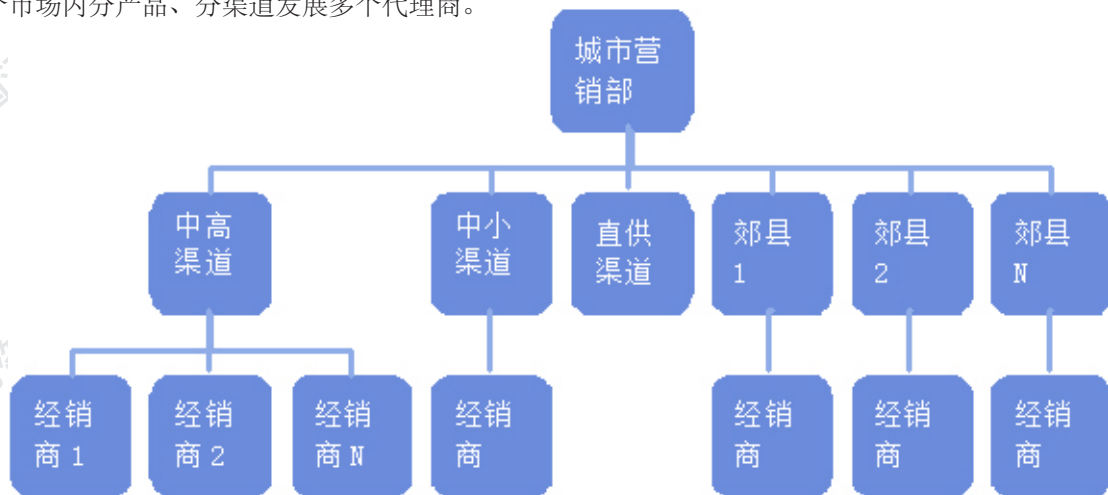 个市场内分产品、分渠道发展多个代理商。
城市营
销部
中高
渠道
中小
渠道
直供
渠道
郊县
1
郊县
2
郊县
N
经销
商 1
经销
商 2
经销
商 N
经销
商
经销
商
经销
商
经销
商